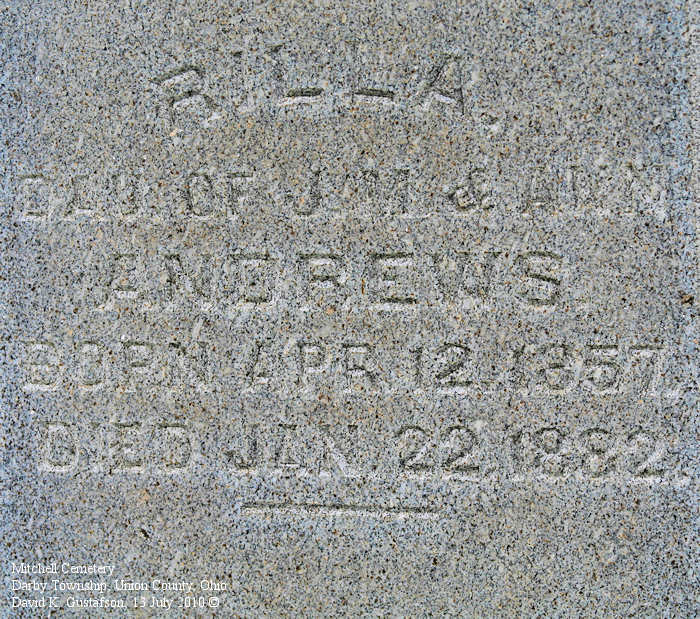 RILLA.
DAU. OF J. M. & ANN
ANDREWS.
BORN APR. 12, 1857,
DIED JAN. 22, 1882.
Mitchell Cemetery
Darby Township, Union County, Ohio
David K. Gustafson, 13 July 2010 ©